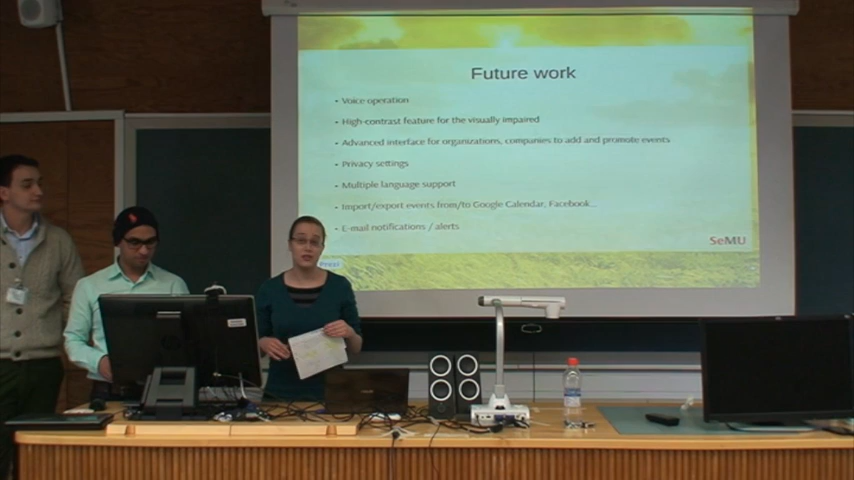 Future work
- Voice operation
- High-contrast feature for the visually impaired
- Advanced interface for organizations, companies to add and promote events
- Privacy settings
- Multiple language support
- Import/export events from/to Google Calendar, Facebook...
- E-mail notifications / alerts
SeMU